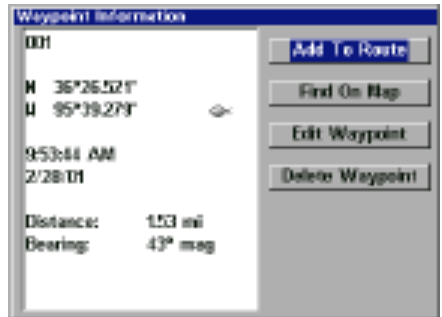 Waypoint Information
001
N 36°26.521'
W 95°39.279'
9:53:44 AM
2/28/01
Distance: 1.53 mi
Bearing: 43° mag
Add To Route
Find On Map
Edit Waypoint
Delete Waypoint